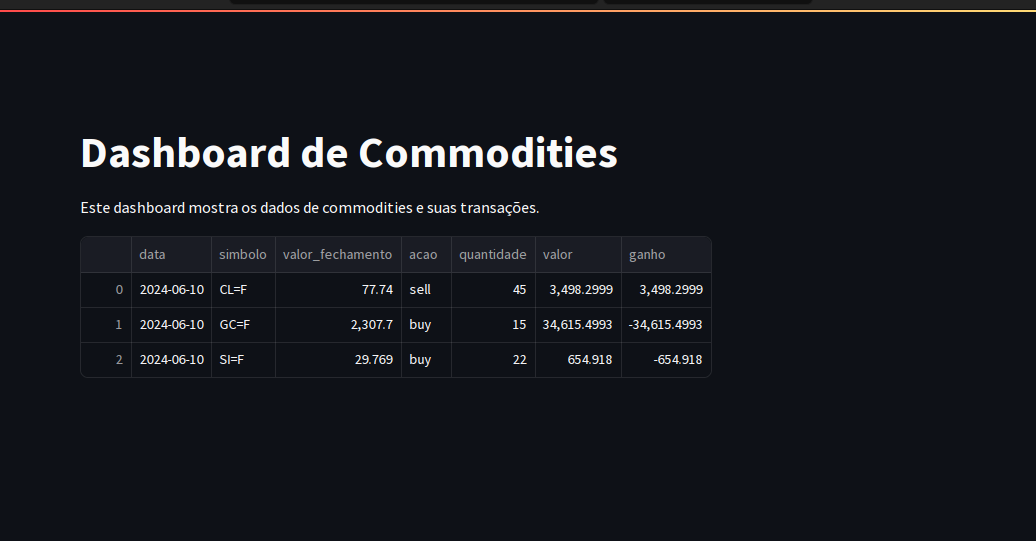 Dashboard de Commodities
Este dashboard mostra os dados de commodities e suas transações.
data simbolo valor_fechamento acao quantidade valor ganho
0 2024-06-10 CL=F 77.74 sell 45 3,498.2999 3,498.2999
1 2024-06-10 GC=F 2,307.7 buy 15 34,615.4993 -34,615.4993
2 2024-06-10 SI=F 29.769 buy 22 654.918 -654.918